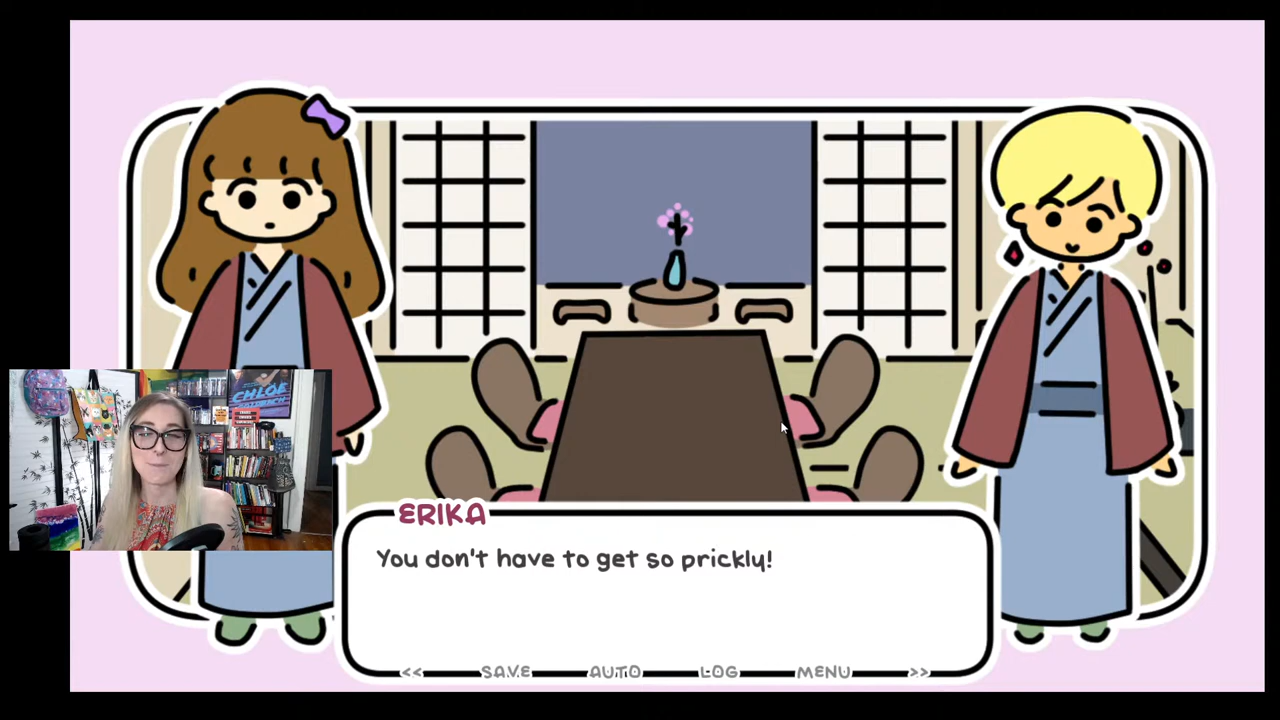 CHLOE
ERIKA
You don't have to get so prickly!
<< SAVE AUTO LOG MENU >>